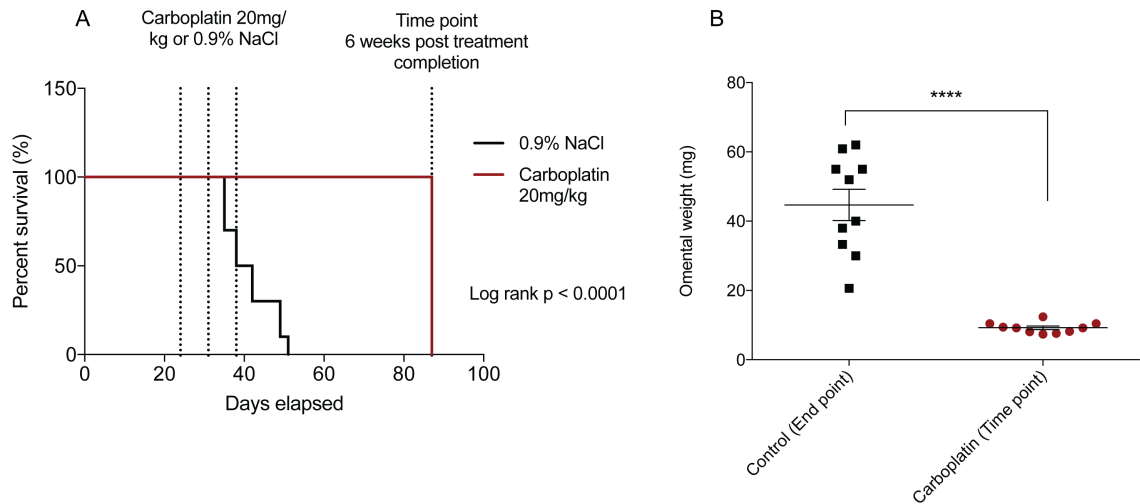 A
Carboplatin 20mg/
kg or 0.9% NaCl
Time point
6 weeks post treatment
completion
150
100
50
0
Percent survival (%)
0 20 40 60 80 100
Days elapsed
0.9% NaCl
Carboplatin
20mg/kg
Log rank p < 0.0001
B
80
60
40
20
0
Omental weight (mg)
****
Control (End point)
Carboplatin (Time point)